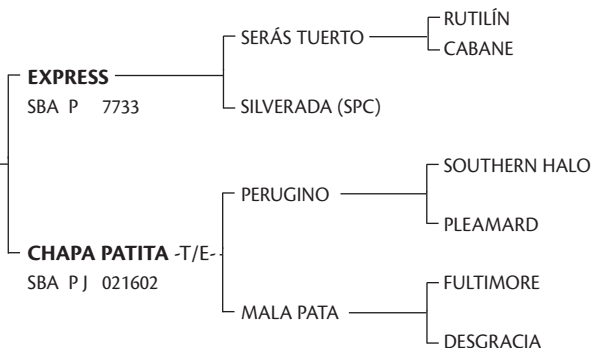 RUTILÍN
SERÁS TUERTO
CABANE
EXPRESS
SBA P 7733
SILVERADA (SPC)
SOUTHERN HALO
PERUGINO
PLEAMARD
CHAPA PATITA -T/E-
SBA P J 021602
FULTIMORE
MALA PATA
DESGRACIA